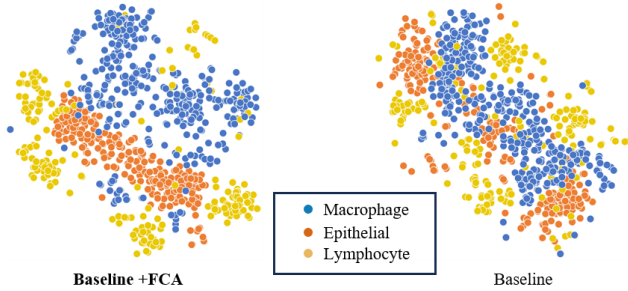 Macrophage
Epithelial
Lymphocyte
Baseline +FCA
Baseline